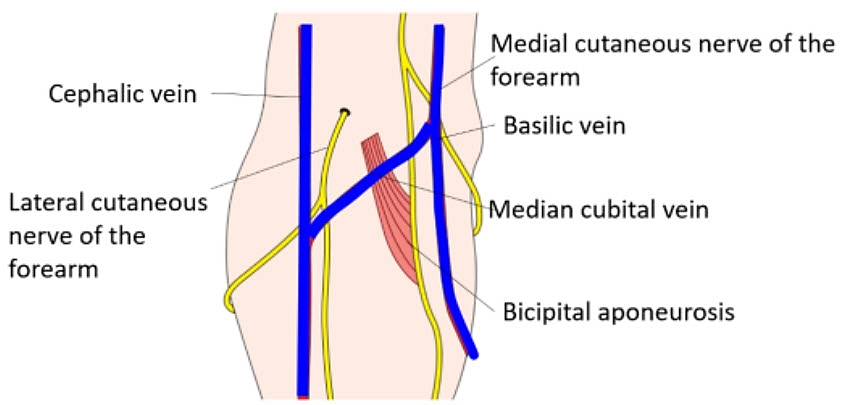 Medial cutaneous nerve of the
forearm
Cephalic vein
Basilic vein
Lateral cutaneous
nerve of the
forearm
Median cubital vein
Bicipital aponeurosis